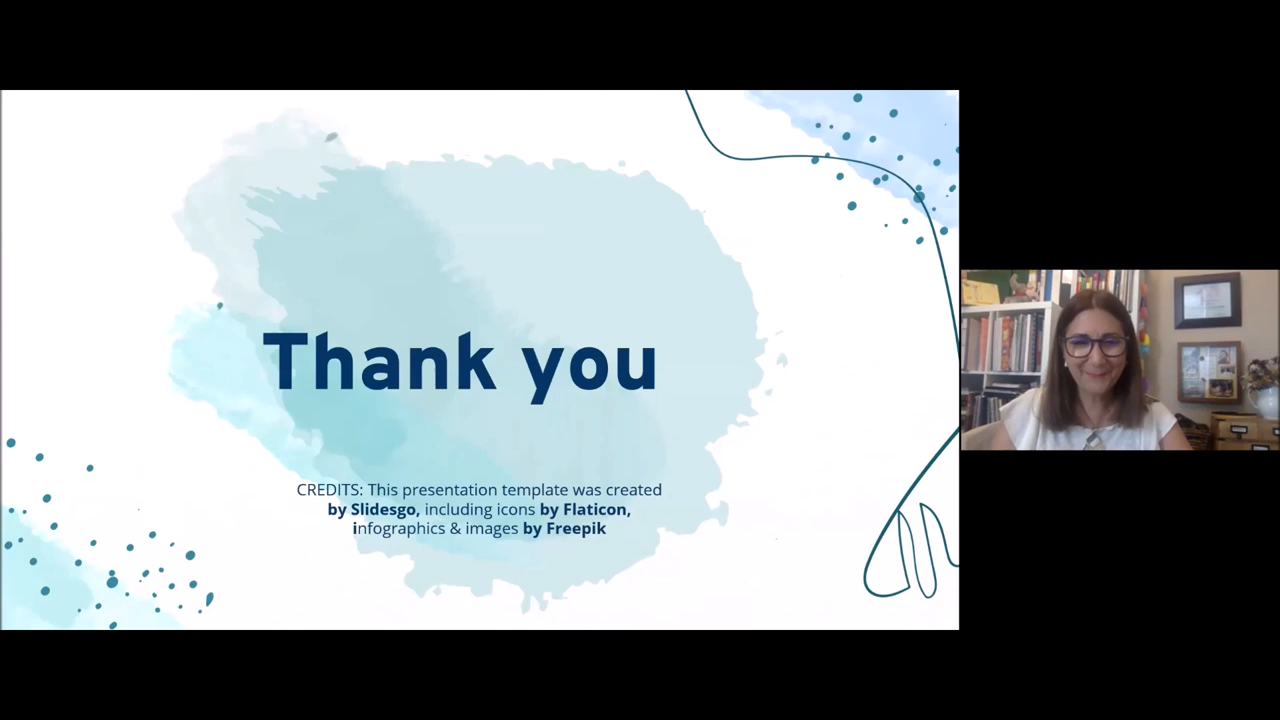 Thank you
CREDITS: This presentation template was created
by Slidesgo, including icons by Flaticon,
infographics & images by Freepik